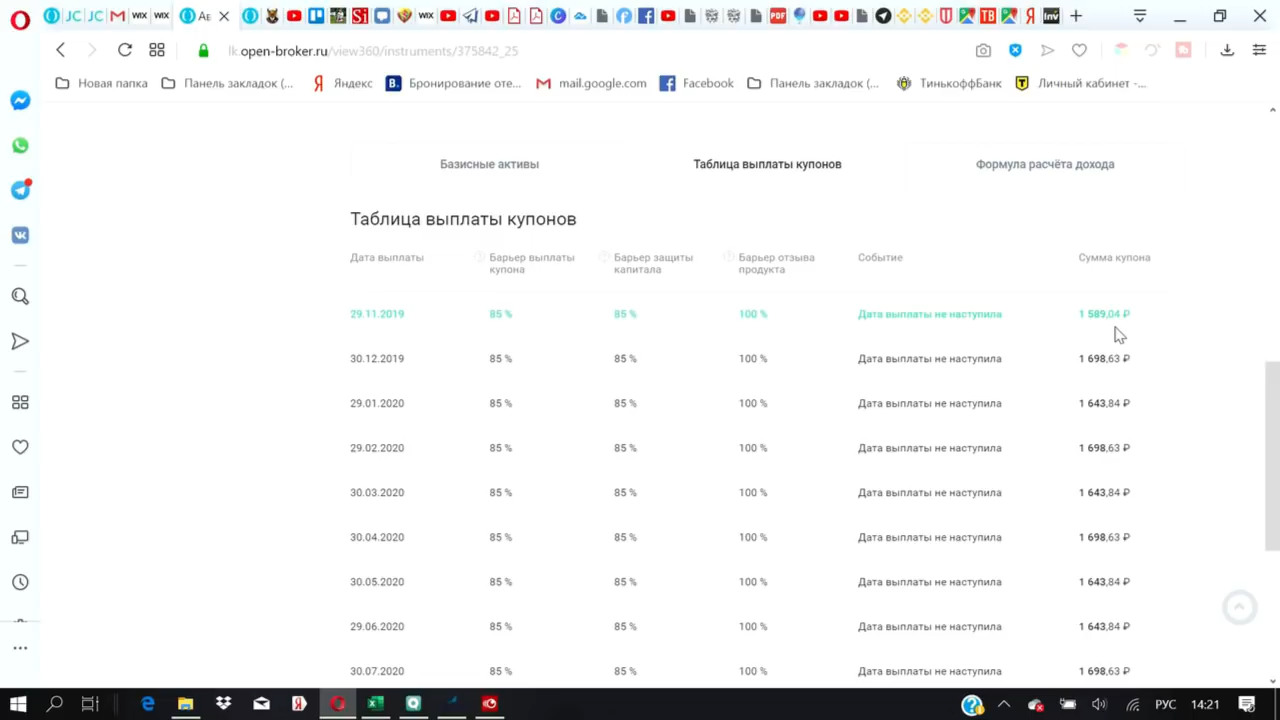 Ав
lk.open-broker.ru/view360/instruments/375842_25
Новая папка
Панель закладок (...
Яндекс
Бронирование оте...
mail.google.com
Facebook
Панель закладок (...
ТинькоффБанк
Личный кабинет -...
Базисные активы
Таблица выплаты купонов
Формула расчёта дохода
Таблица выплаты купонов
Дата выплаты
Барьер выплаты купона
Барьер защиты капитала
Барьер отзыва продукта
Событие
Сумма купона
29.11.2019 85 % 85 % 100 % Дата выплаты не наступила 1 589,04 ₽
30.12.2019 85 % 85 % 100 % Дата выплаты не наступила 1 698,63 ₽
29.01.2020 85 % 85 % 100 % Дата выплаты не наступила 1 643,84 ₽
29.02.2020 85 % 85 % 100 % Дата выплаты не наступила 1 698,63 ₽
30.03.2020 85 % 85 % 100 % Дата выплаты не наступила 1 643,84 ₽
30.04.2020 85 % 85 % 100 % Дата выплаты не наступила 1 698,63 ₽
30.05.2020 85 % 85 % 100 % Дата выплаты не наступила 1 643,84 ₽
29.06.2020 85 % 85 % 100 % Дата выплаты не наступила 1 643,84 ₽
30.07.2020 85 % 85 % 100 % Дата выплаты не наступила 1 698,63 ₽
РУС 14:21